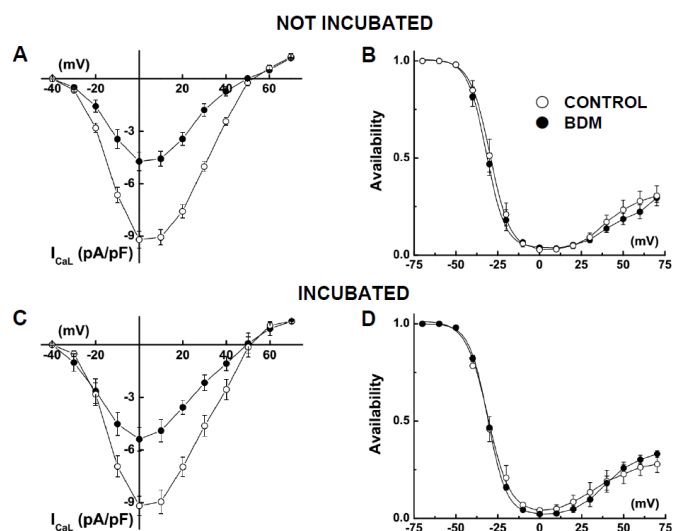 NOT INCUBATED
A
(mV)
-40 -20 20 40 60
-3
-6
-9
I_CaL (pA/pF)
B
1.0
0.5
0.0
Availability
CONTROL
BDM
(mV)
-75 -50 -25 0 25 50 75
INCUBATED
C
(mV)
-40 -20 20 40 60
-3
-6
-9
I_CaL (pA/pF)
D
1.0
0.5
0.0
Availability
(mV)
-75 -50 -25 0 25 50 75